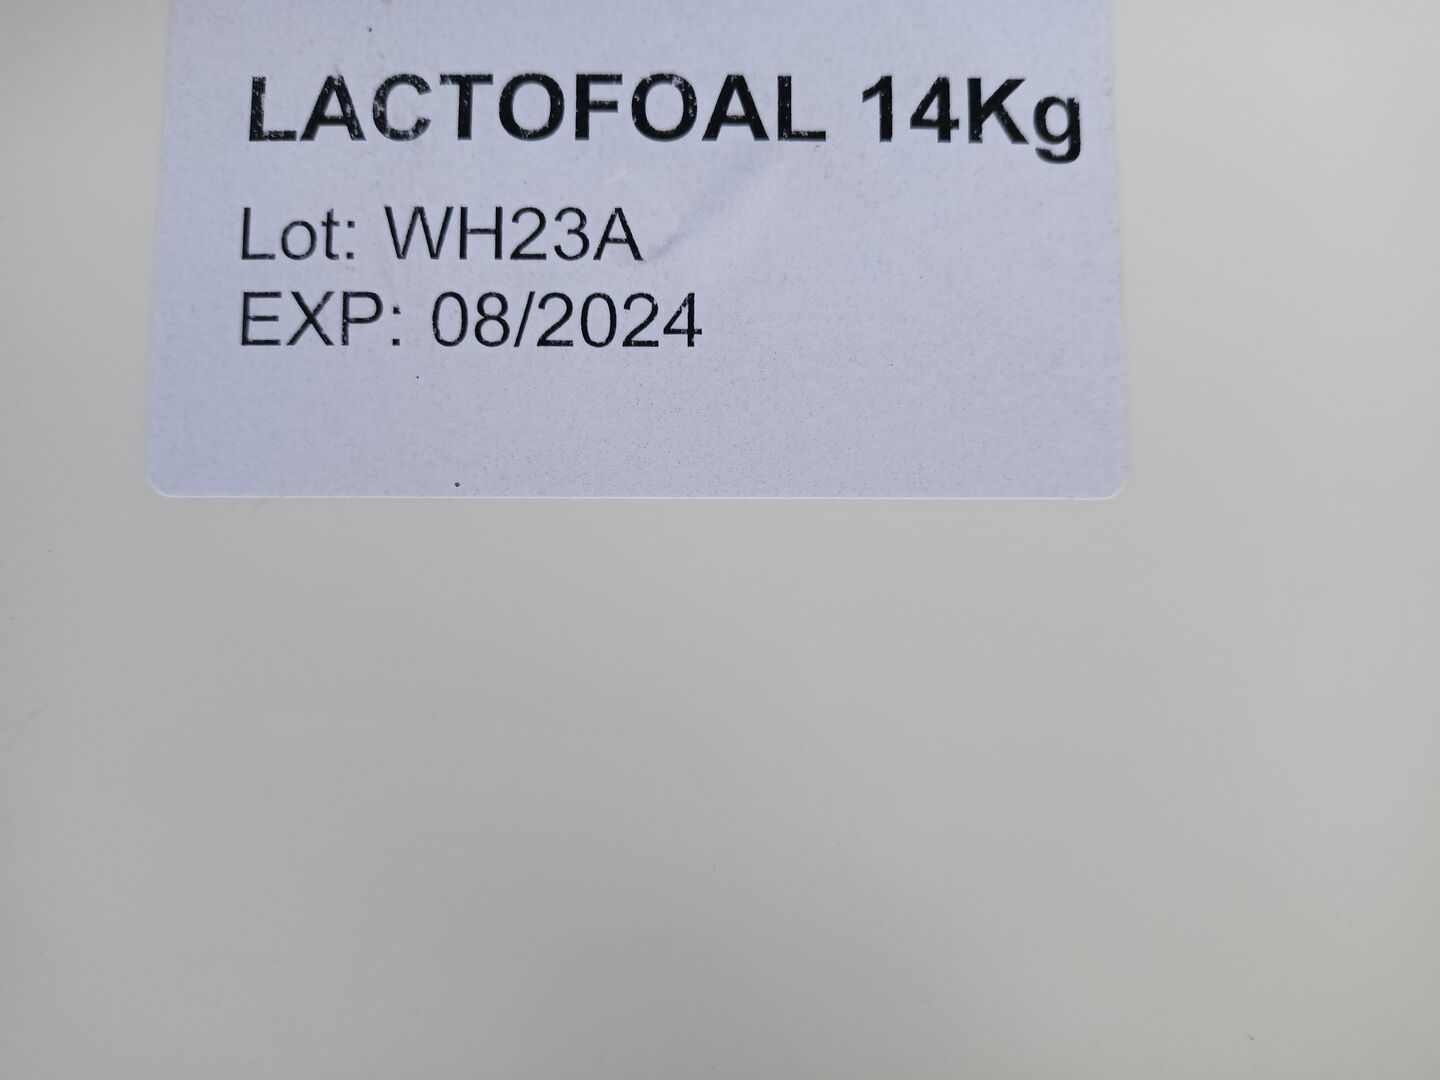 LACTOFOAL 14Kg
Lot: WH23A
EXP: 08/2024